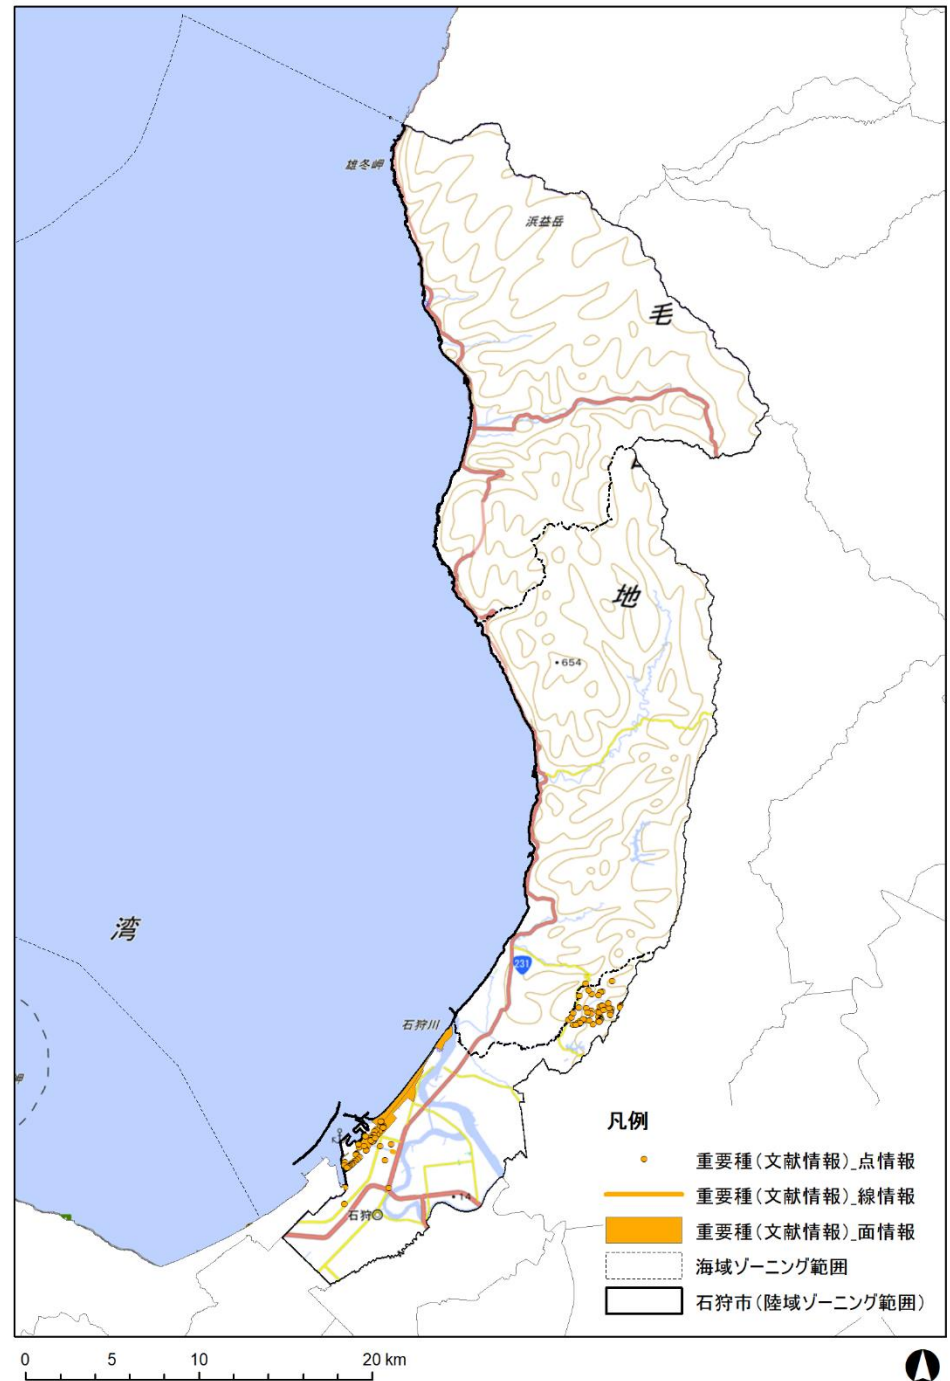 雄冬岬
浜益岳
毛
地
・654
湾
231
石狩川
岬
・14
石狩◎
凡例
重要種(文献情報)_点情報
重要種(文献情報)_線情報
重要種(文献情報)_面情報
海域ゾーニング範囲
石狩市(陸域ゾーニング範囲)
0 5 10 20 km